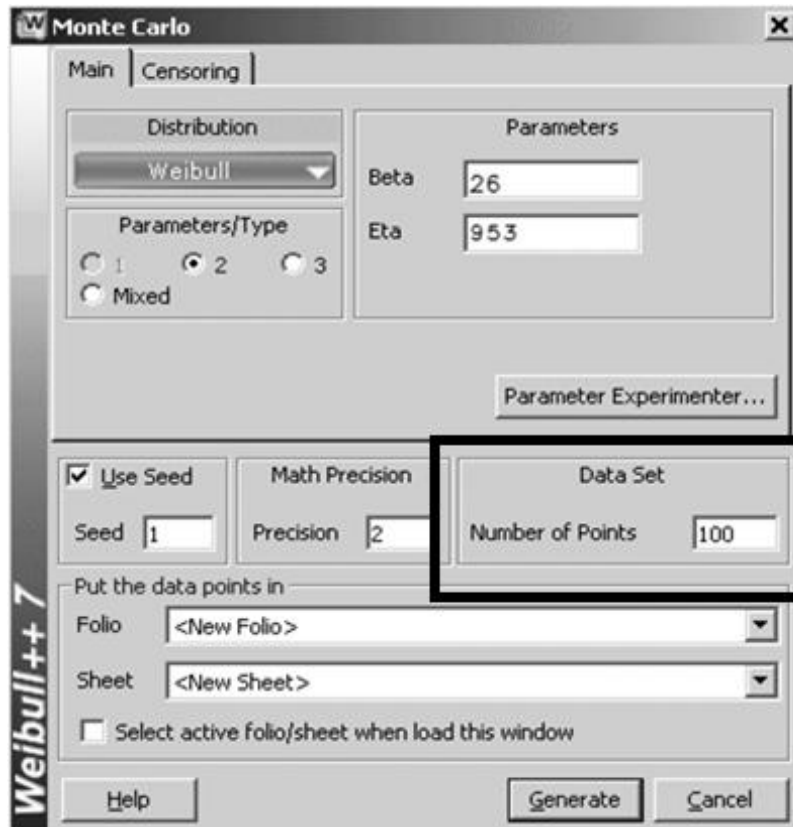 Monte Carlo
Main Censoring
Distribution
Weibull
Parameters/Type
1 2 3
Mixed
Parameters
Beta 26
Eta 953
Parameter Experimenter...
Use Seed
Seed 1
Math Precision
Precision 2
Data Set
Number of Points 100
Put the data points in
Folio <New Folio>
Sheet <New Sheet>
Select active folio/sheet when load this window
Help Generate Cancel
Weibull++ 7